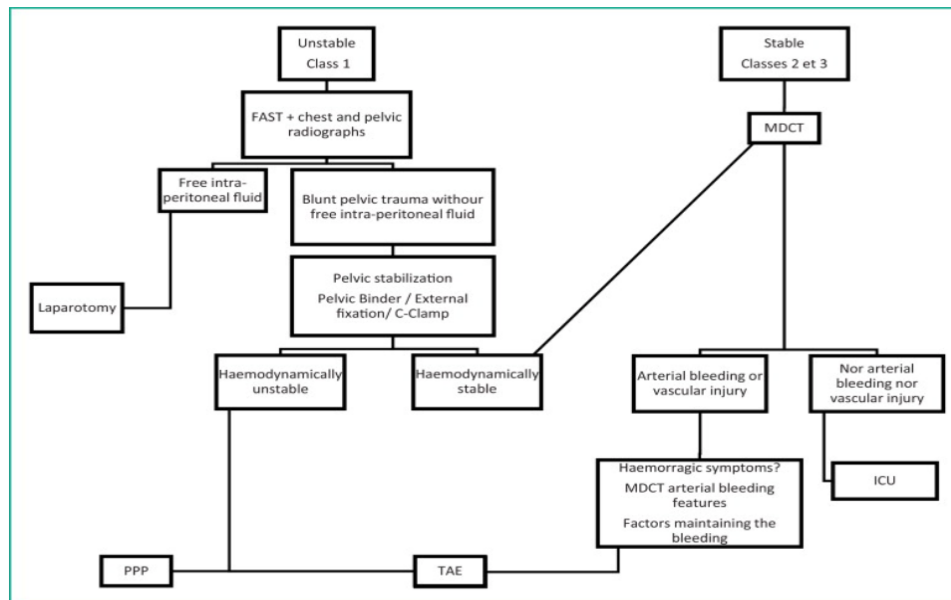 Unstable
Class 1
Stable
Classes 2 et 3
FAST + chest and pelvic
radiographs
MDCT
Free intra-
peritoneal fluid
Blunt pelvic trauma withour
free intra-peritoneal fluid
Pelvic stabilization
Pelvic Binder / External
fixation/ C-Clamp
Laparotomy
Haemodynamically
unstable
Haemodynamically
stable
Arterial bleeding or
vascular injury
Nor arterial
bleeding nor
vascular injury
Haemorragic symptoms?
MDCT arterial bleeding
features
Factors maintaining the
bleeding
ICU
PPP
TAE